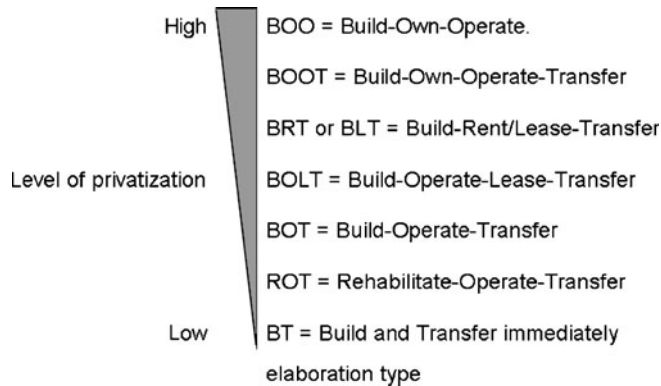 High BOO = Build-Own-Operate.
BOOT = Build-Own-Operate-Transfer
BRT or BLT = Build-Rent/Lease-Transfer
Level of privatization BOLT = Build-Operate-Lease-Transfer
BOT = Build-Operate-Transfer
ROT = Rehabilitate-Operate-Transfer
Low BT = Build and Transfer immediately
elaboration type